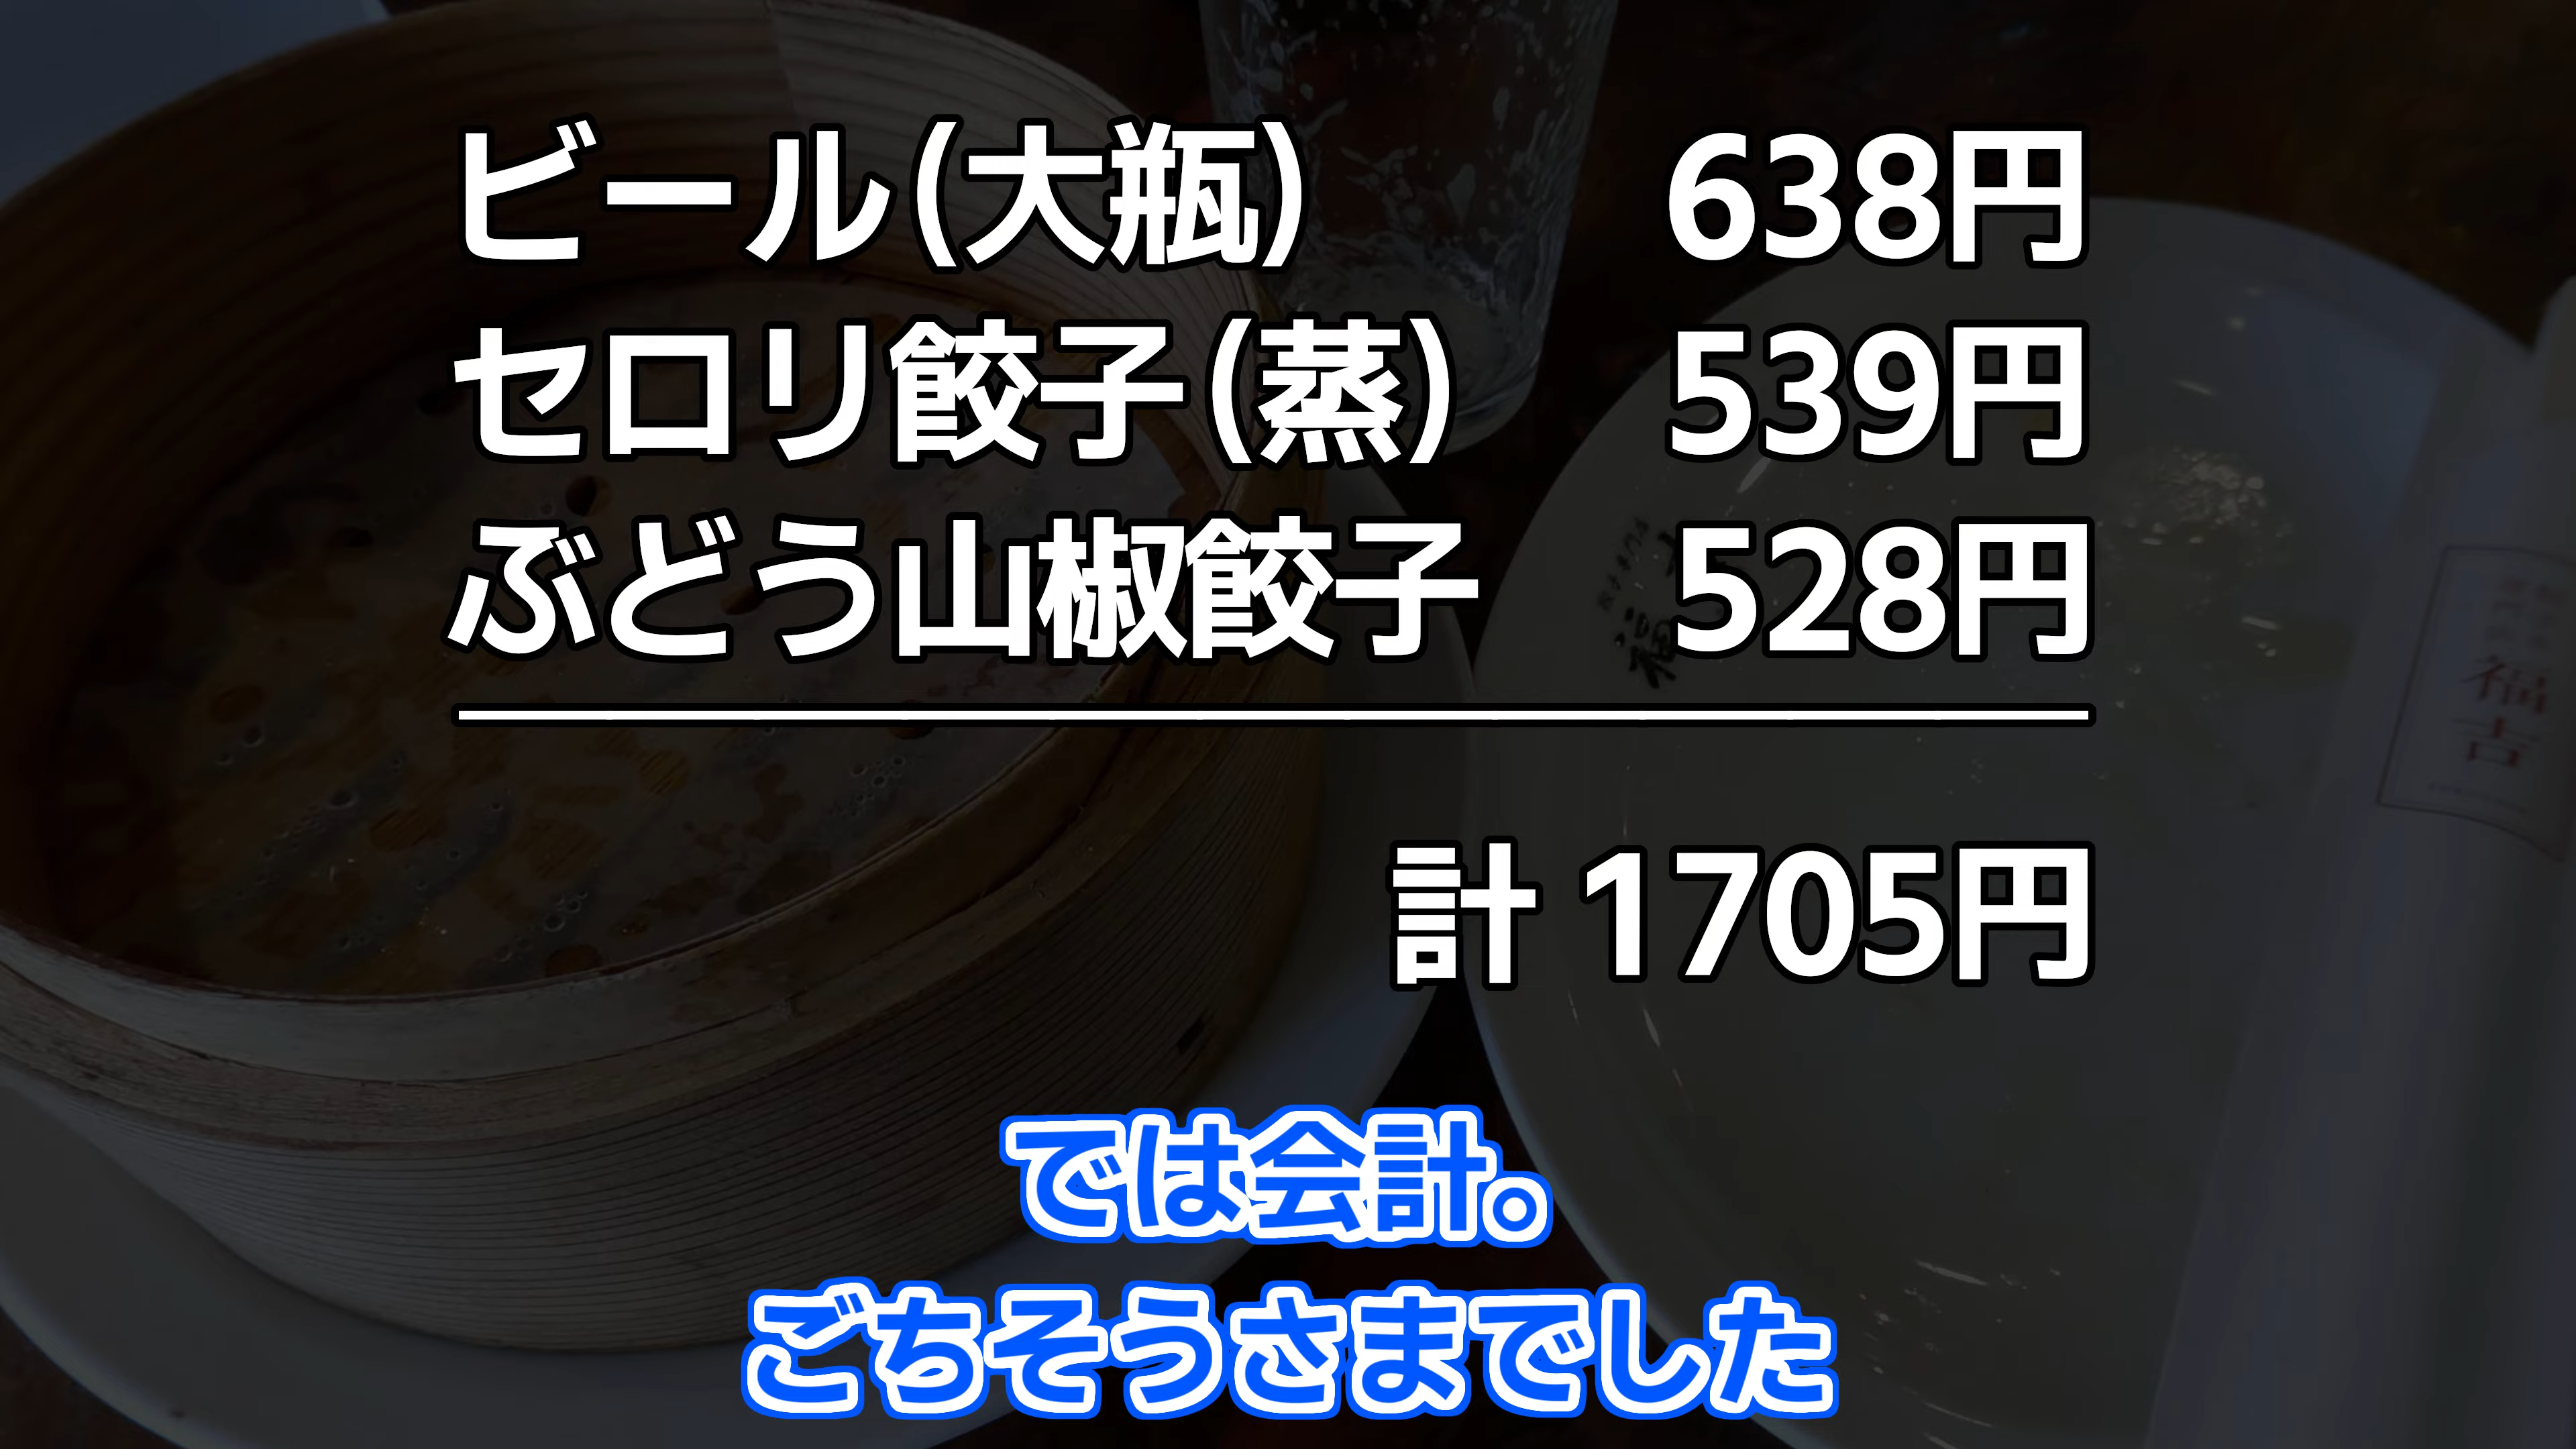 ビール(大瓶) 638円
セロリ餃子(蒸) 539円
ぶどう山椒餃子 528円
計 1705円
では会計。
ごちそうさまでした
福吉